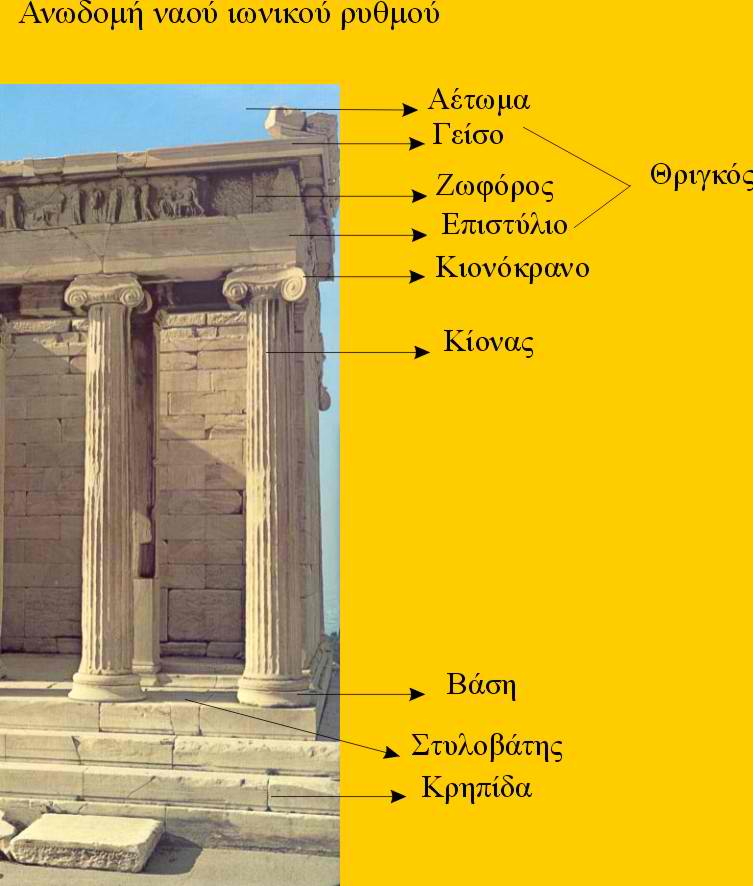 Ανωδομή ναού ιωνικού ρυθμού
Αέτωμα
Γείσο
Θριγκός
Ζωφόρος
Επιστύλιο
Κιονόκρανο
Κίονας
Βάση
Στυλοβάτης
Κρηπίδα